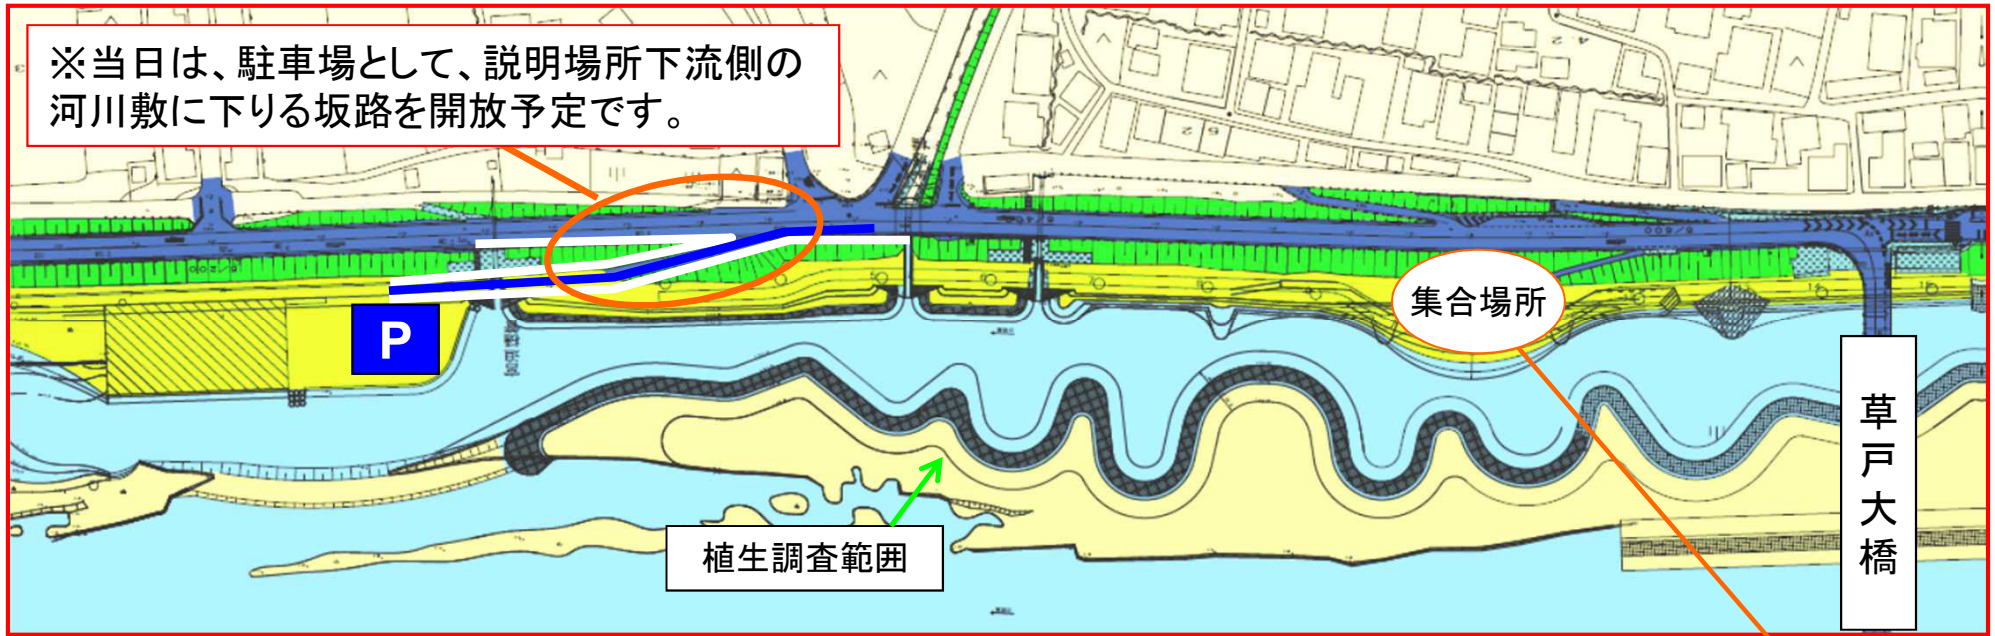 ※当日は、駐車場として、説明場所下流側の
河川敷に下りる坂路を開放予定です。
集合場所
P
草戸大橋
植生調査範囲